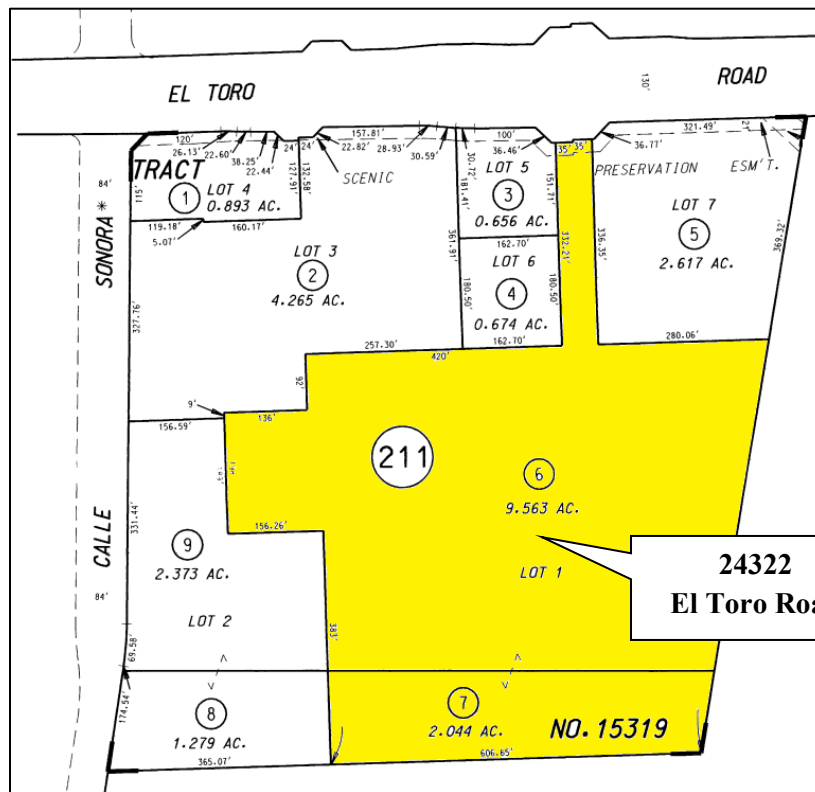 EL TORO
ROAD
130'
120'
26.13'
22.60'
38.25'
22.44'
24'
24'
157.81'
22.82'
28.93'
30.59'
30.72'
100'
36.46'
35'
35'
36.77'
321.49'
2'
TRACT
SCENIC
PRESERVATION
ESM'T.
84'
115'
1
LOT 4
0.893 AC.
127.91'
132.58'
181.41'
LOT 5
3
0.656 AC.
151.71'
LOT 7
5
2.617 AC.
SONORA *
119.18'
5.07'
160.17'
361.91'
162.70'
332.21'
336.35'
369.32'
LOT 3
2
4.265 AC.
LOT 6
4
0.674 AC.
180.50'
180.50'
327.76'
257.30'
420'
162.70'
280.06'
92'
9'
136'
156.59'
211
6
9.563 AC.
CALLE
331.44'
156.26'
9
2.373 AC.
LOT 1
24322
El Toro Roa
84'
LOT 2
383'
69.58'
174.54'
8
1.279 AC.
7
2.044 AC.
NO. 15319
365.07'
606.65'